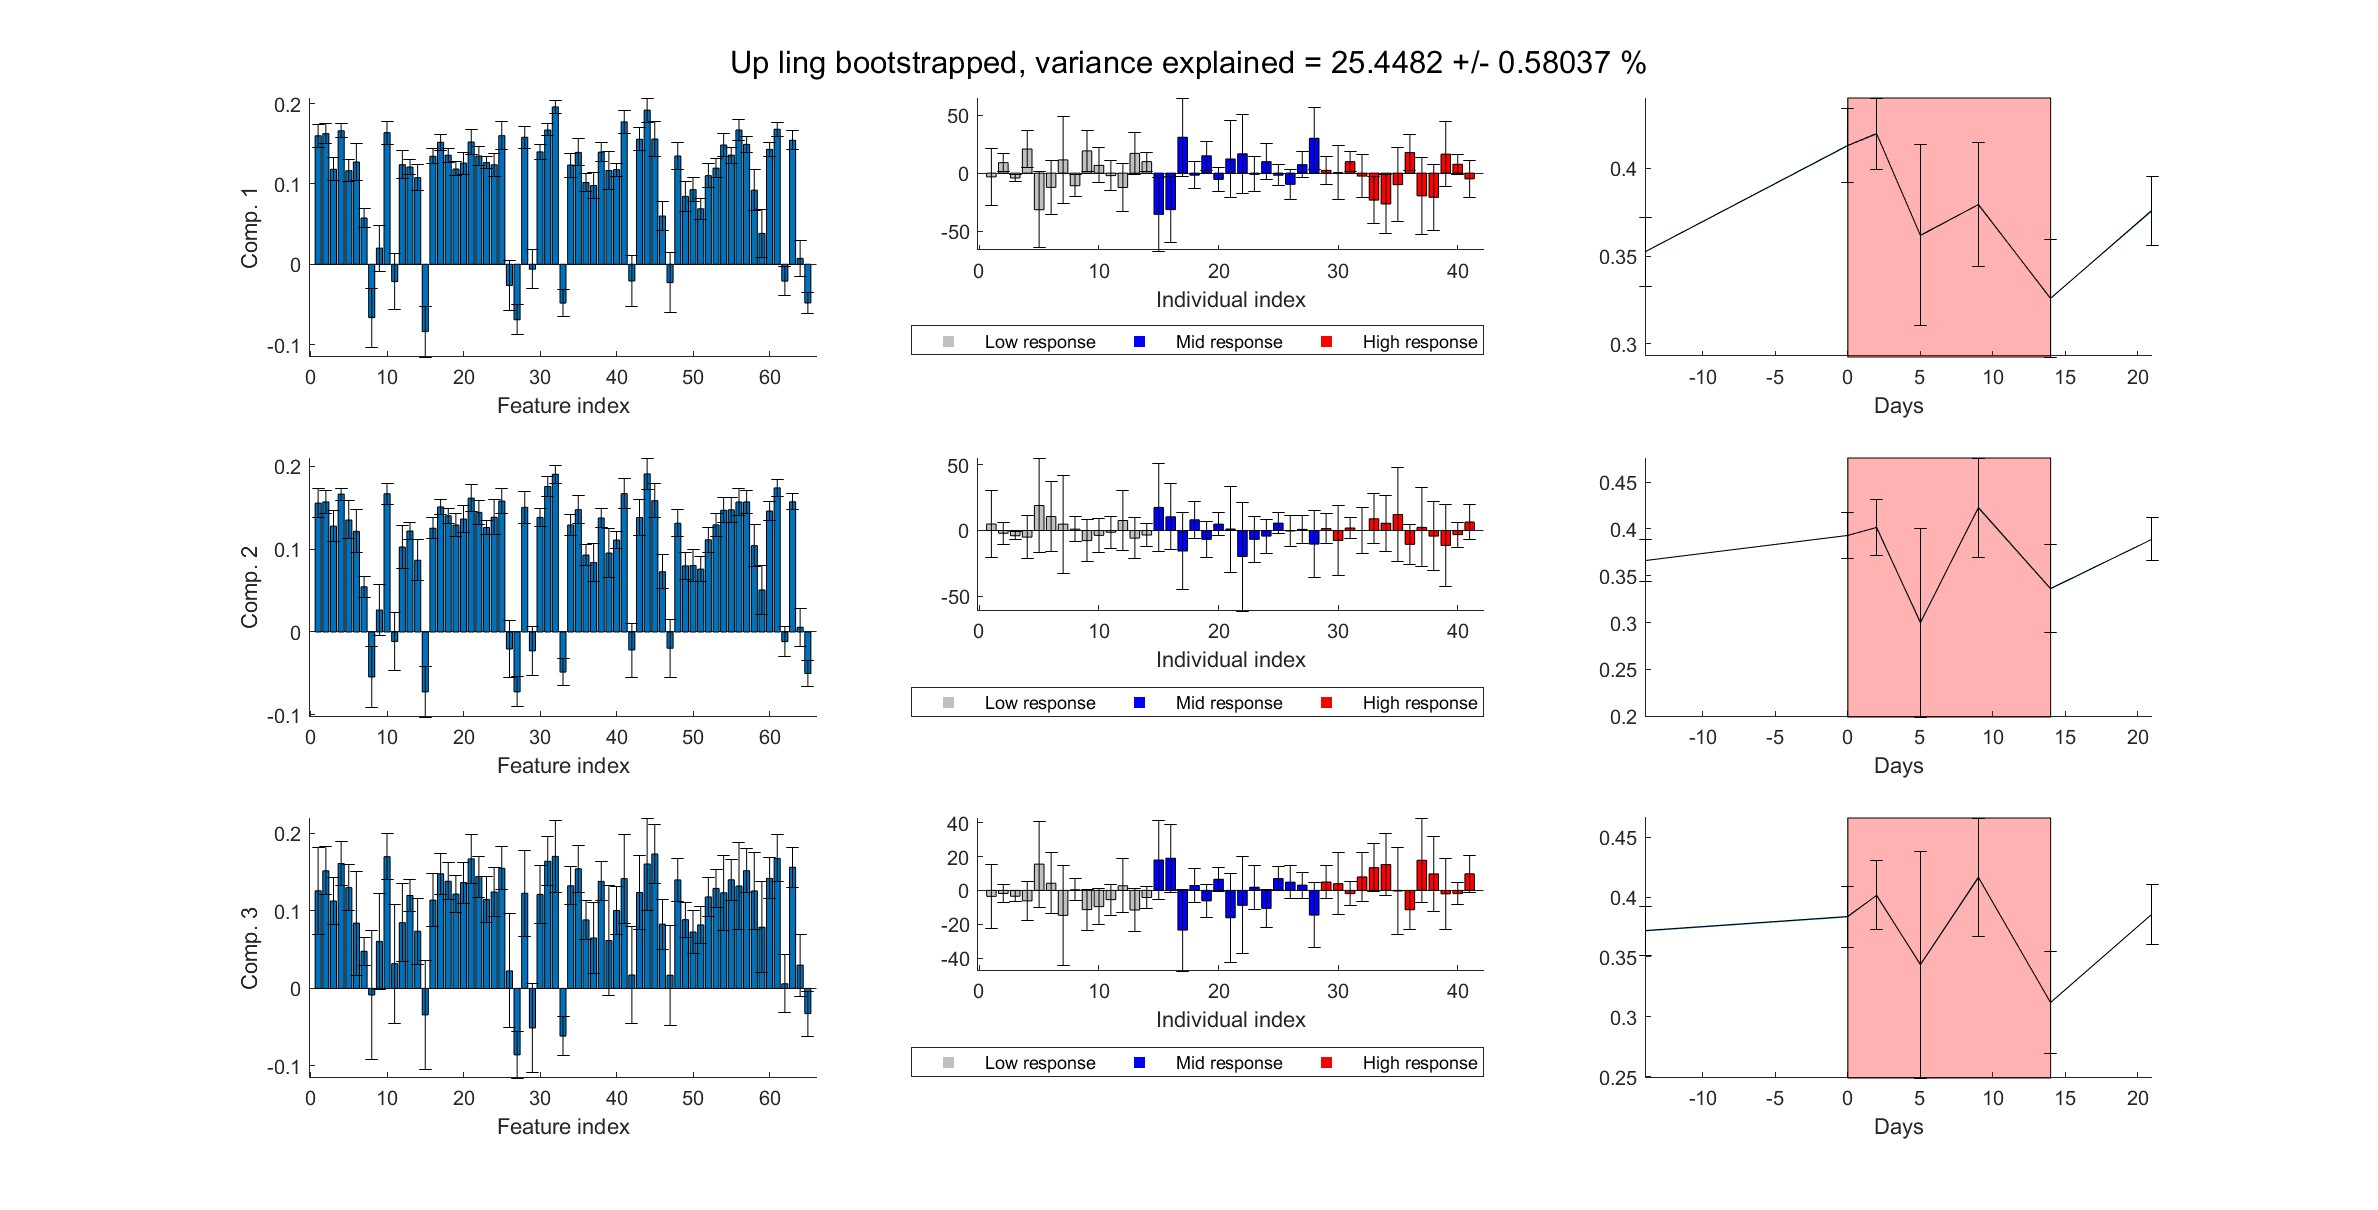 Up ling bootstrapped, variance explained = 25.4482 +/- 0.58037 %
Comp. 1
0.2
0.1
0
-0.1
0 10 20 30 40 50 60
Feature index
50
0
-50
0 10 20 30 40
Individual index
Low response Mid response High response
0.4
0.35
0.3
-10 -5 0 5 10 15 20
Days
Comp. 2
0.2
0.1
0
-0.1
0 10 20 30 40 50 60
Feature index
50
0
-50
0 10 20 30 40
Individual index
Low response Mid response High response
0.45
0.4
0.35
0.3
0.25
0.2
-10 -5 0 5 10 15 20
Days
Comp. 3
0.2
0.1
0
-0.1
0 10 20 30 40 50 60
Feature index
40
20
0
-20
-40
0 10 20 30 40
Individual index
Low response Mid response High response
0.45
0.4
0.35
0.3
0.25
-10 -5 0 5 10 15 20
Days